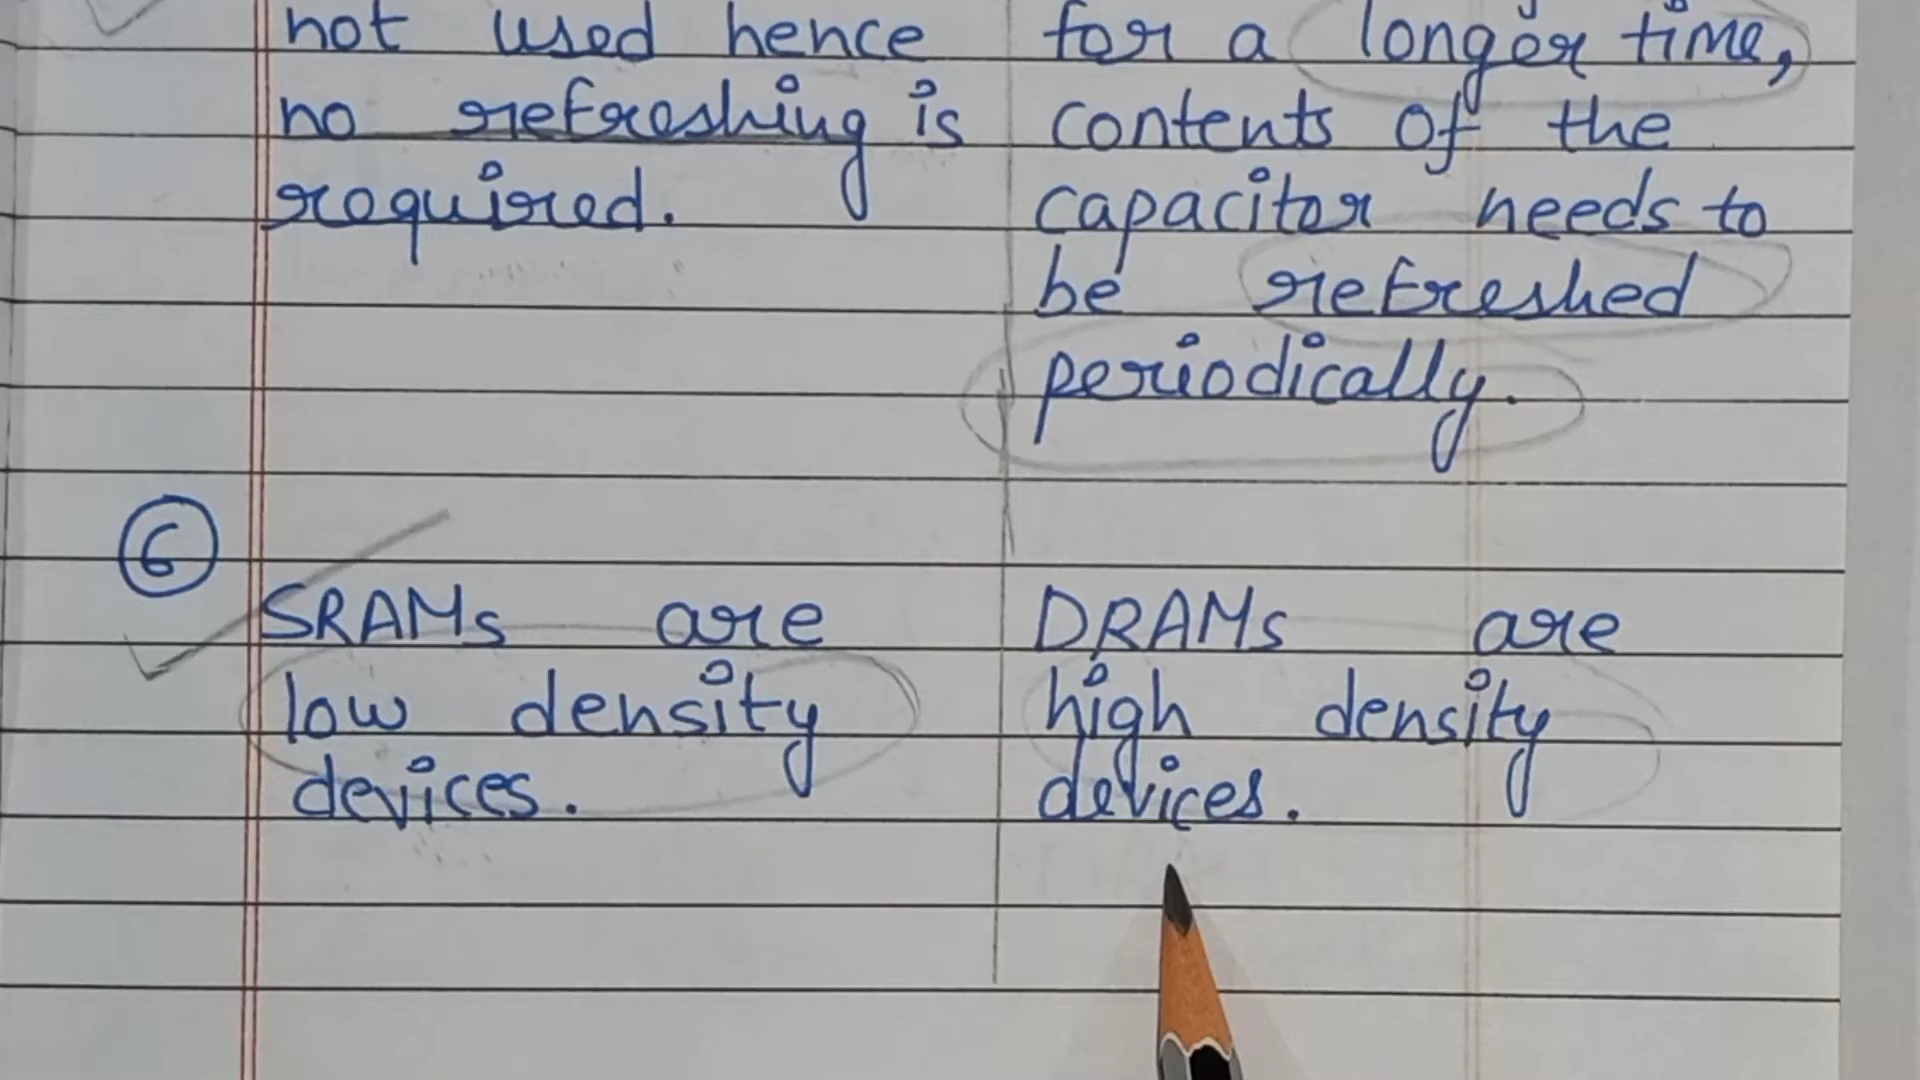 not used hence
no refreshing is
required.
for a longer time,
contents of the
capacitor needs to
be refreshed
periodically.
6
SRAMs are
low density
devices.
DRAMs are
high density
devices.